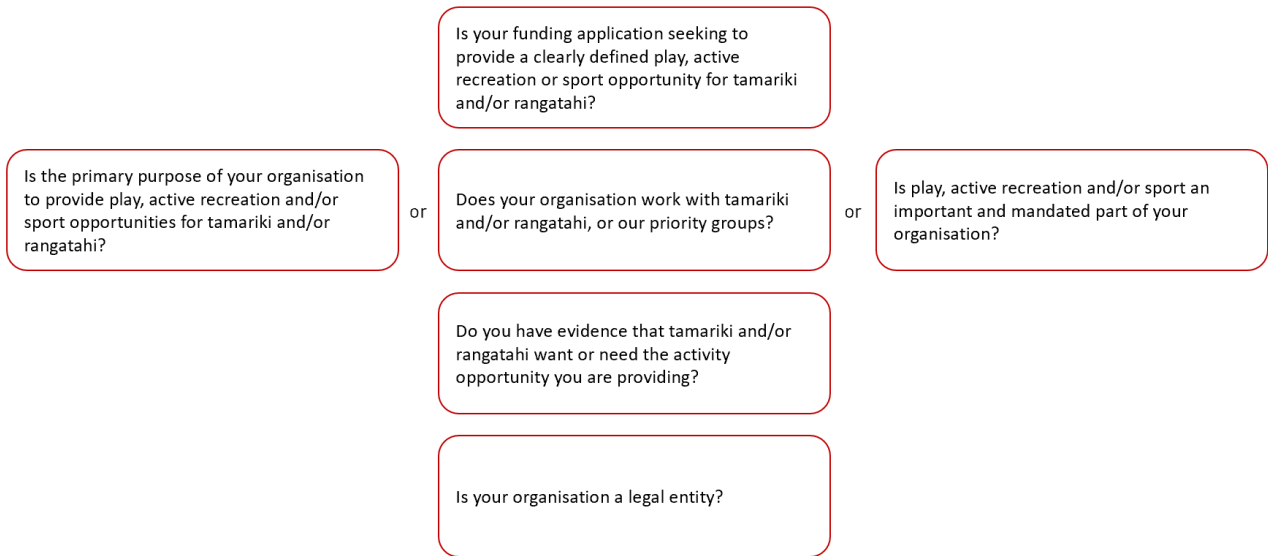 Is your funding application seeking to
provide a clearly defined play, active
recreation or sport opportunity for tamariki
and/or rangatahi?
Is the primary purpose of your organisation
to provide play, active recreation and/or
sport opportunities for tamariki and/or
rangatahi?
or
Does your organisation work with tamariki
and/or rangatahi, or our priority groups?
or
Is play, active recreation and/or sport an
important and mandated part of your
organisation?
Do you have evidence that tamariki and/or
rangatahi want or need the activity
opportunity you are providing?
Is your organisation a legal entity?